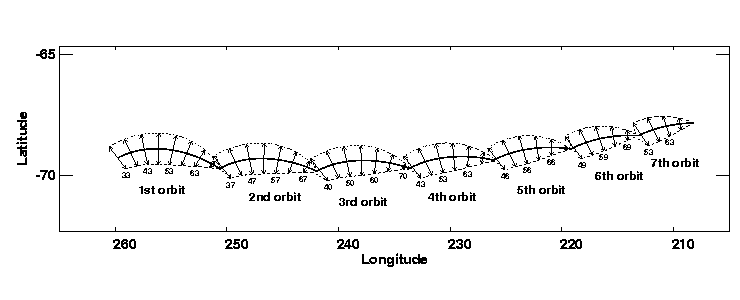 -65
Latitude
-70
33 43 53 63
37 47 57 67
40 50 60 70
43 53 63
46 56 66
49 59 69
53 63
1st orbit
2nd orbit
3rd orbit
4th orbit
5th orbit
6th orbit
7th orbit
260 250 240 230 220 210
Longitude